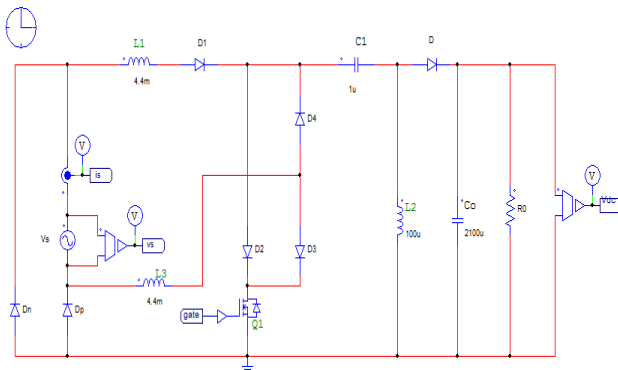 L1
4.4m
D1
C1
1u
D
D4
V
is
V
Vs
vs
L3
4.4m
D2
D3
L2
100u
Co
2100u
R0
V
Vdc
Dn
Dp
gate
Q1